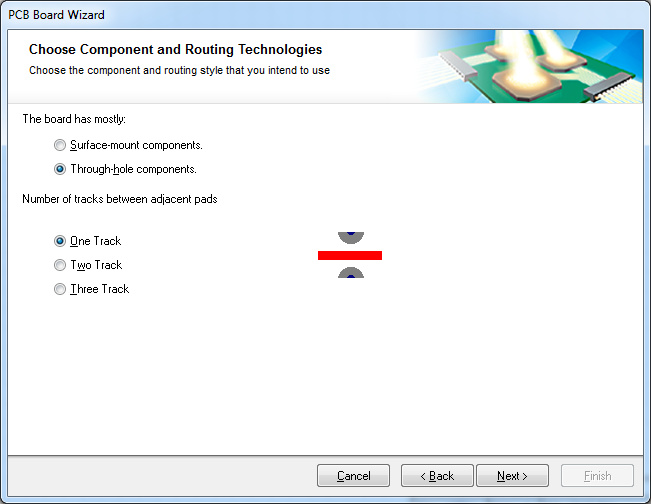 PCB Board Wizard
Choose Component and Routing Technologies
Choose the component and routing style that you intend to use
The board has mostly:
Surface-mount components.
Through-hole components.
Number of tracks between adjacent pads
One Track
Two Track
Three Track
Cancel < Back Next > Finish